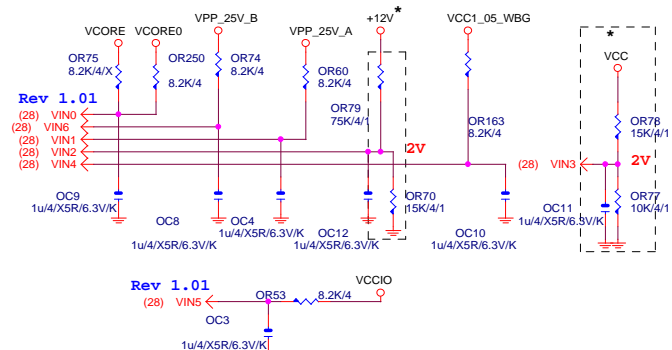 VCORE VCORE0 VPP_25V_B VPP_25V_A +12V * VCC1_05_WBG *
OR75 8.2K/4/X
OR250 8.2K/4
OR74 8.2K/4
OR60 8.2K/4
OR79 75K/4/1
OR163 8.2K/4
VCC
OR78 15K/4/1
Rev 1.01
(28) VIN0
(28) VIN6
(28) VIN1
(28) VIN2
(28) VIN4
2V
(28) VIN3
2V
OC9 1u/4/X5R/6.3V/K
OC8 1u/4/X5R/6.3V/K
OC4 1u/4/X5R/6.3V/K
OC12 1u/4/X5R/6.3V/K
OR70 15K/4/1
OC10 1u/4/X5R/6.3V/K
OC11 1u/4/X5R/6.3V/K
OR77 10K/4/1
Rev 1.01
(28) VIN5
OR53 8.2K/4
VCCIO
OC3
1u/4/X5R/6.3V/K